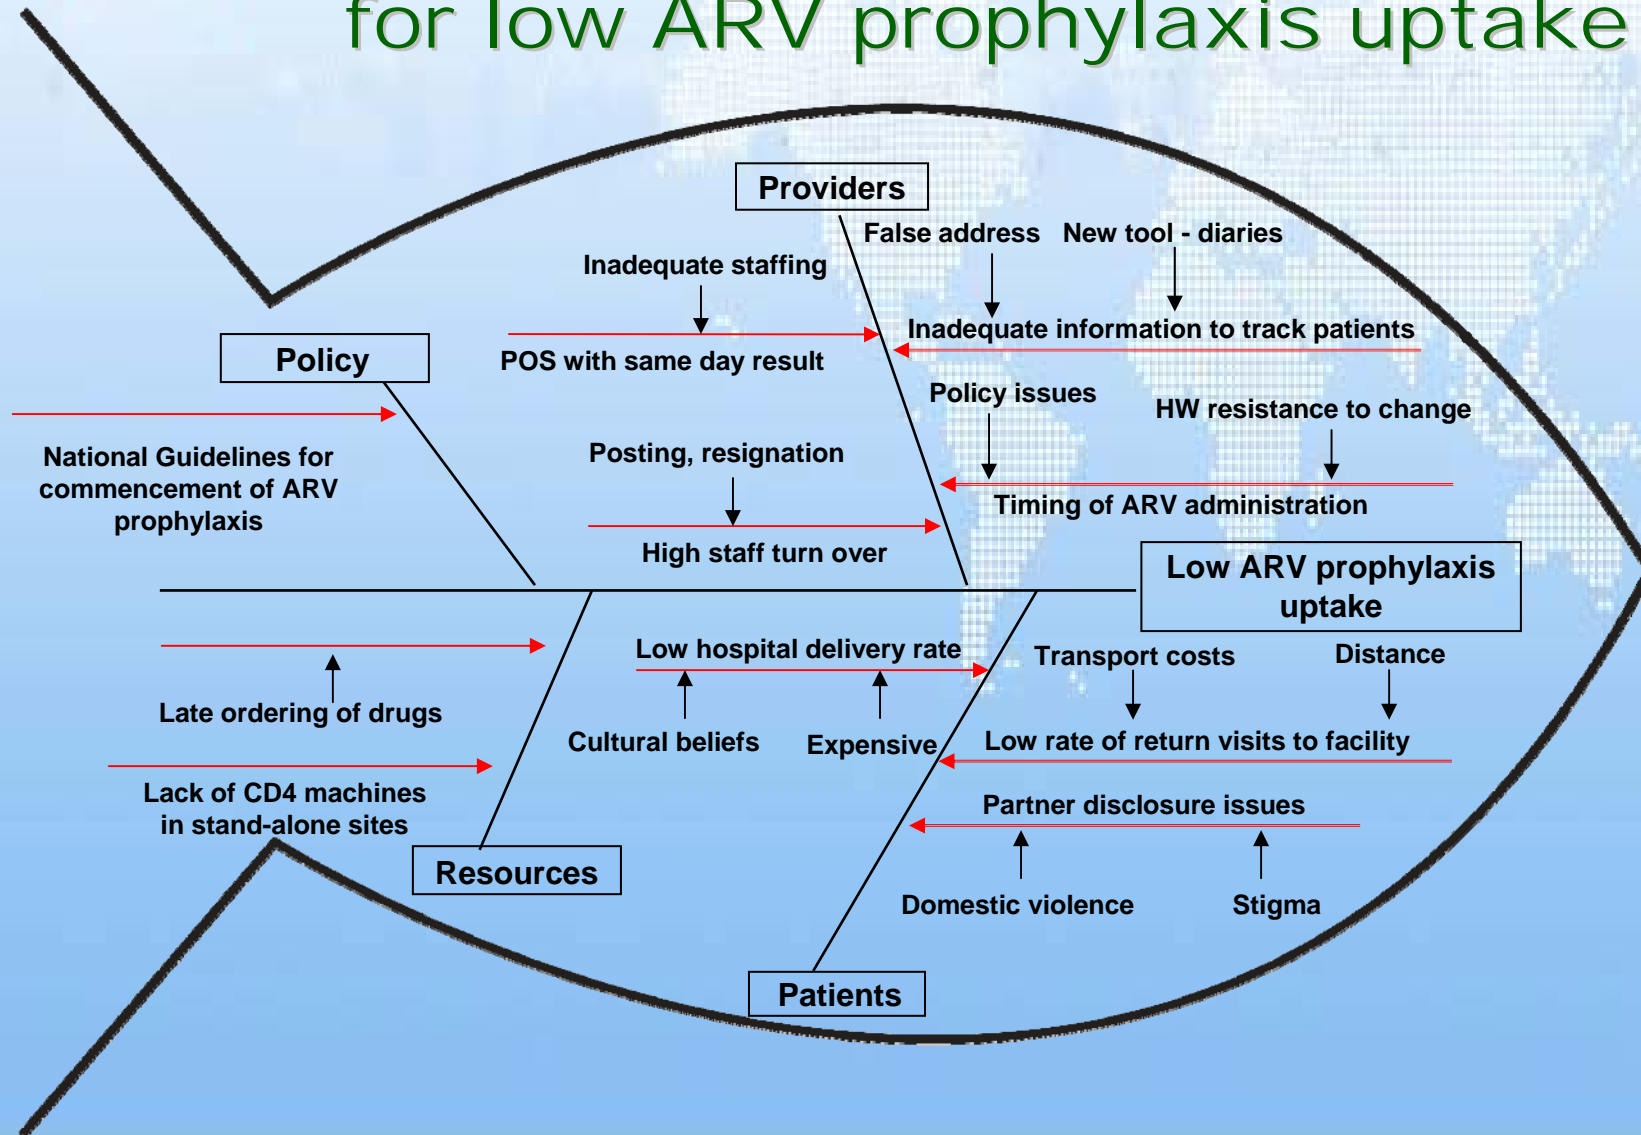 for low ARV prophylaxis uptake
Providers
False address
New tool - diaries
Inadequate staffing
Inadequate information to track patients
Policy
POS with same day result
Policy issues
HW resistance to change
National Guidelines for
commencement of ARV
prophylaxis
Posting, resignation
Timing of ARV administration
High staff turn over
Low ARV prophylaxis
uptake
Low hospital delivery rate
Transport costs
Distance
Late ordering of drugs
Cultural beliefs
Expensive
Low rate of return visits to facility
Lack of CD4 machines
in stand-alone sites
Partner disclosure issues
Resources
Domestic violence
Stigma
Patients